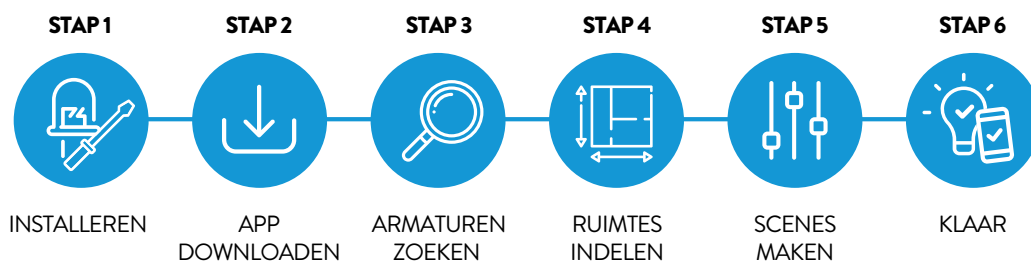 STAP 1
STAP 2
STAP 3
STAP 4
STAP 5
STAP 6
INSTALLEREN
APP
DOWNLOADEN
ARMATUREN
ZOEKEN
RUIMTES
INDELEN
SCENES
MAKEN
KLAAR